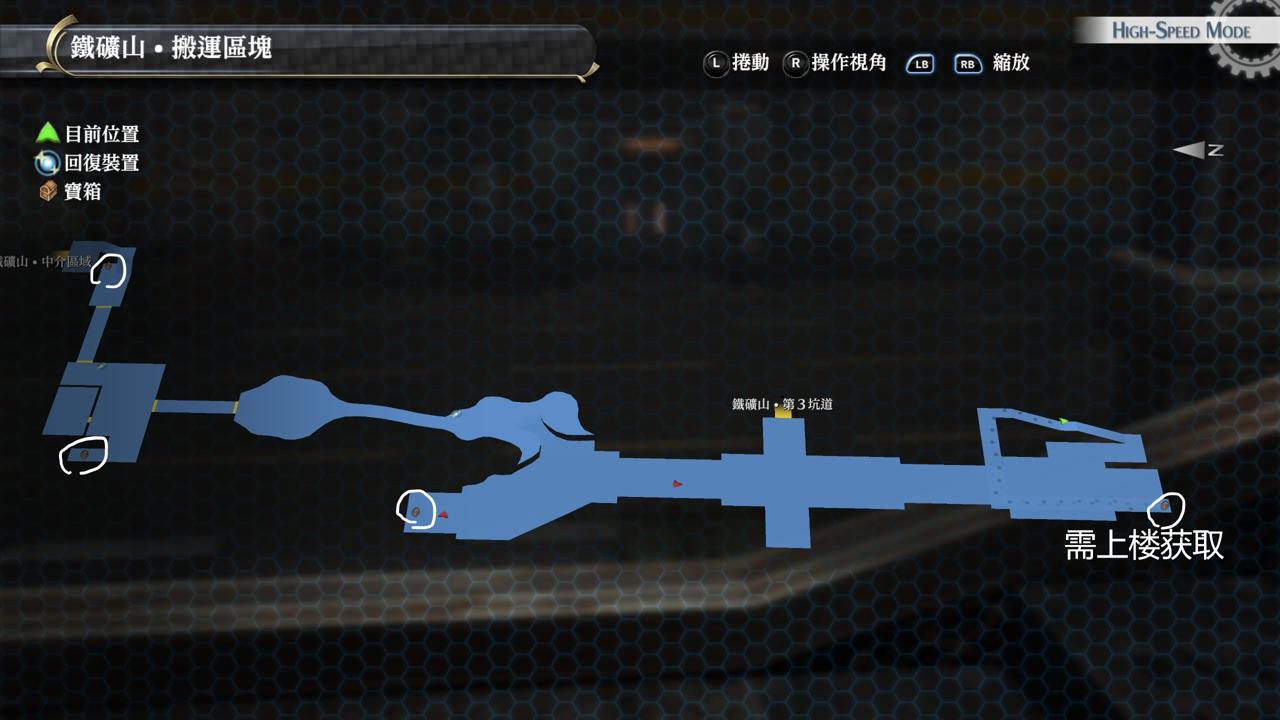 鐵礦山・搬運區塊
HIGH-SPEED MODE
L 捲動 R 操作視角 LB RB 縮放
目前位置
回復裝置
寶箱
Z
鐵礦山・中介區域
鐵礦山・第3坑道
需上楼获取